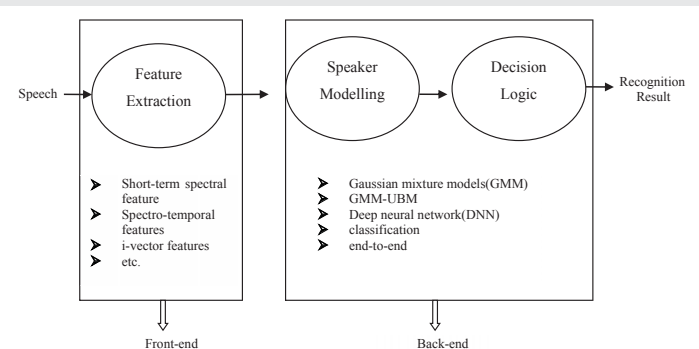 Speech
Feature
Extraction
Speaker
Modelling
Decision
Logic
Recognition
Result
Short-term spectral
feature
Spectro-temporal
features
i-vector features
etc.
Gaussian mixture models(GMM)
GMM-UBM
Deep neural network(DNN)
classification
end-to-end
Front-end
Back-end